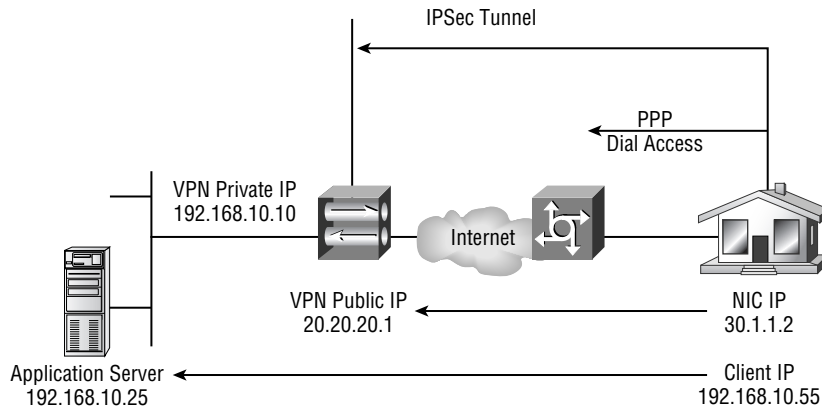 IPSec Tunnel
PPP
Dial Access
VPN Private IP
192.168.10.10
Internet
VPN Public IP
20.20.20.1
NIC IP
30.1.1.2
Application Server
192.168.10.25
Client IP
192.168.10.55